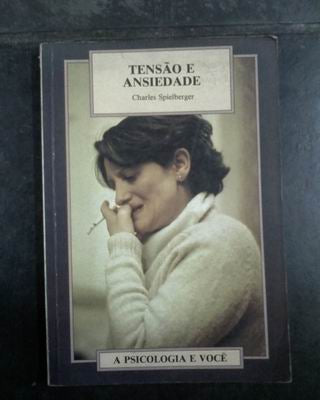 TENSÃO E
ANSIEDADE
Charles Spielberger
A PSICOLOGIA E VOCÊ